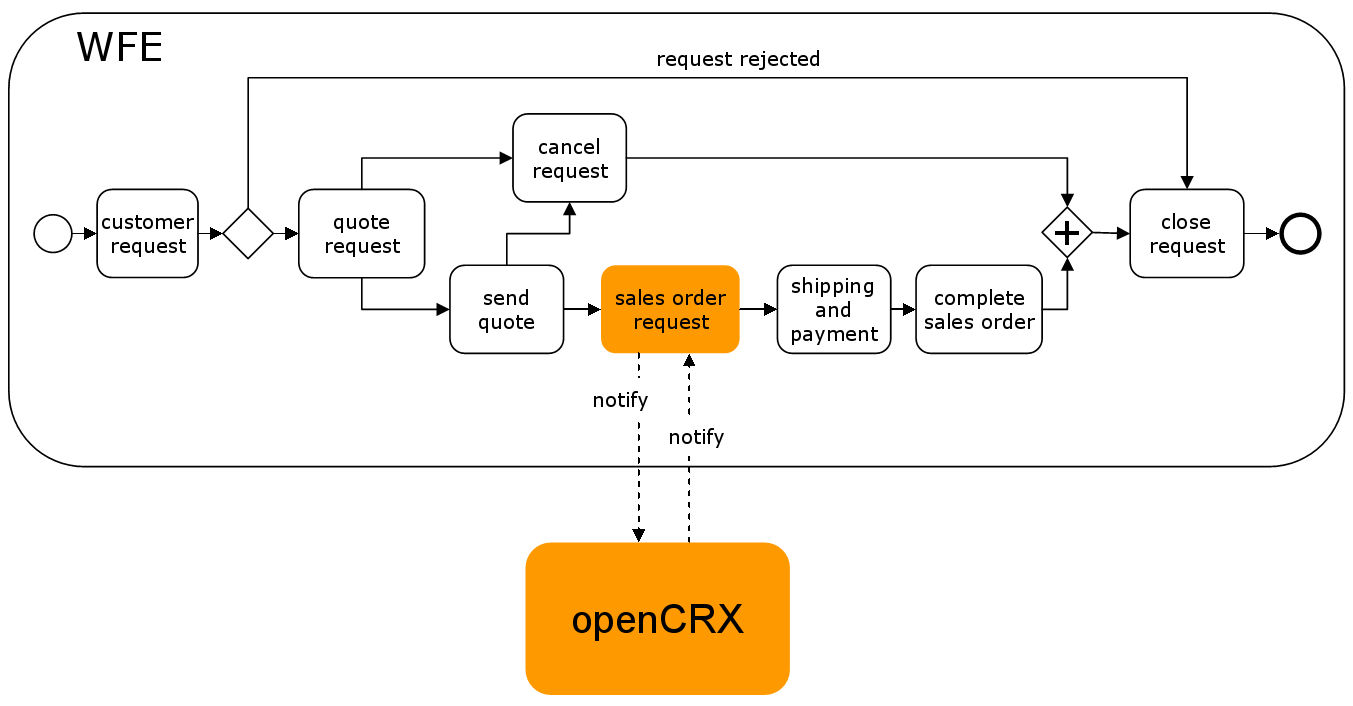 WFE
request rejected
cancel
request
customer
request
quote
request
close
request
send
quote
sales order
request
shipping
and
payment
complete
sales order
notify
notify
openCRX